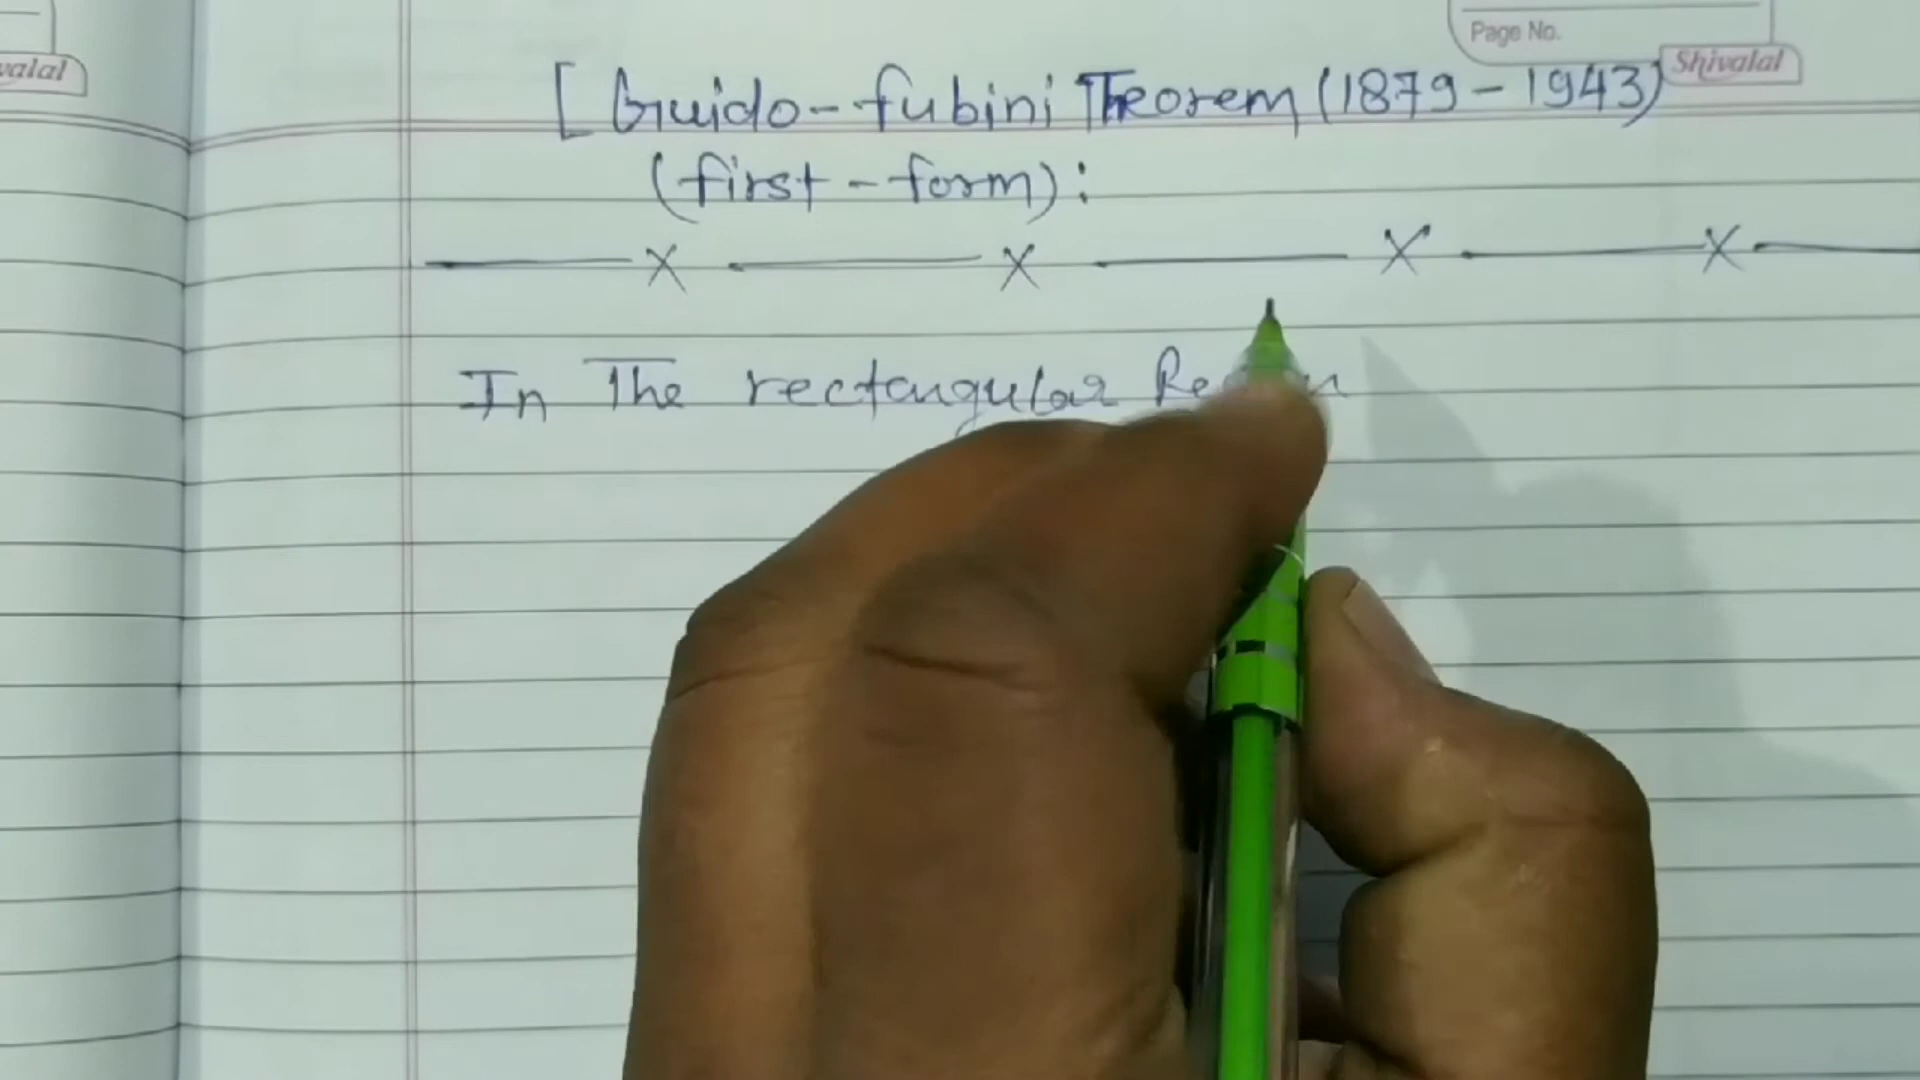 Page No.
valal
Shivalal
[ Guido - fubini Theorem (1879 - 1943)
(first - form) :
x x x x
In The rectangular